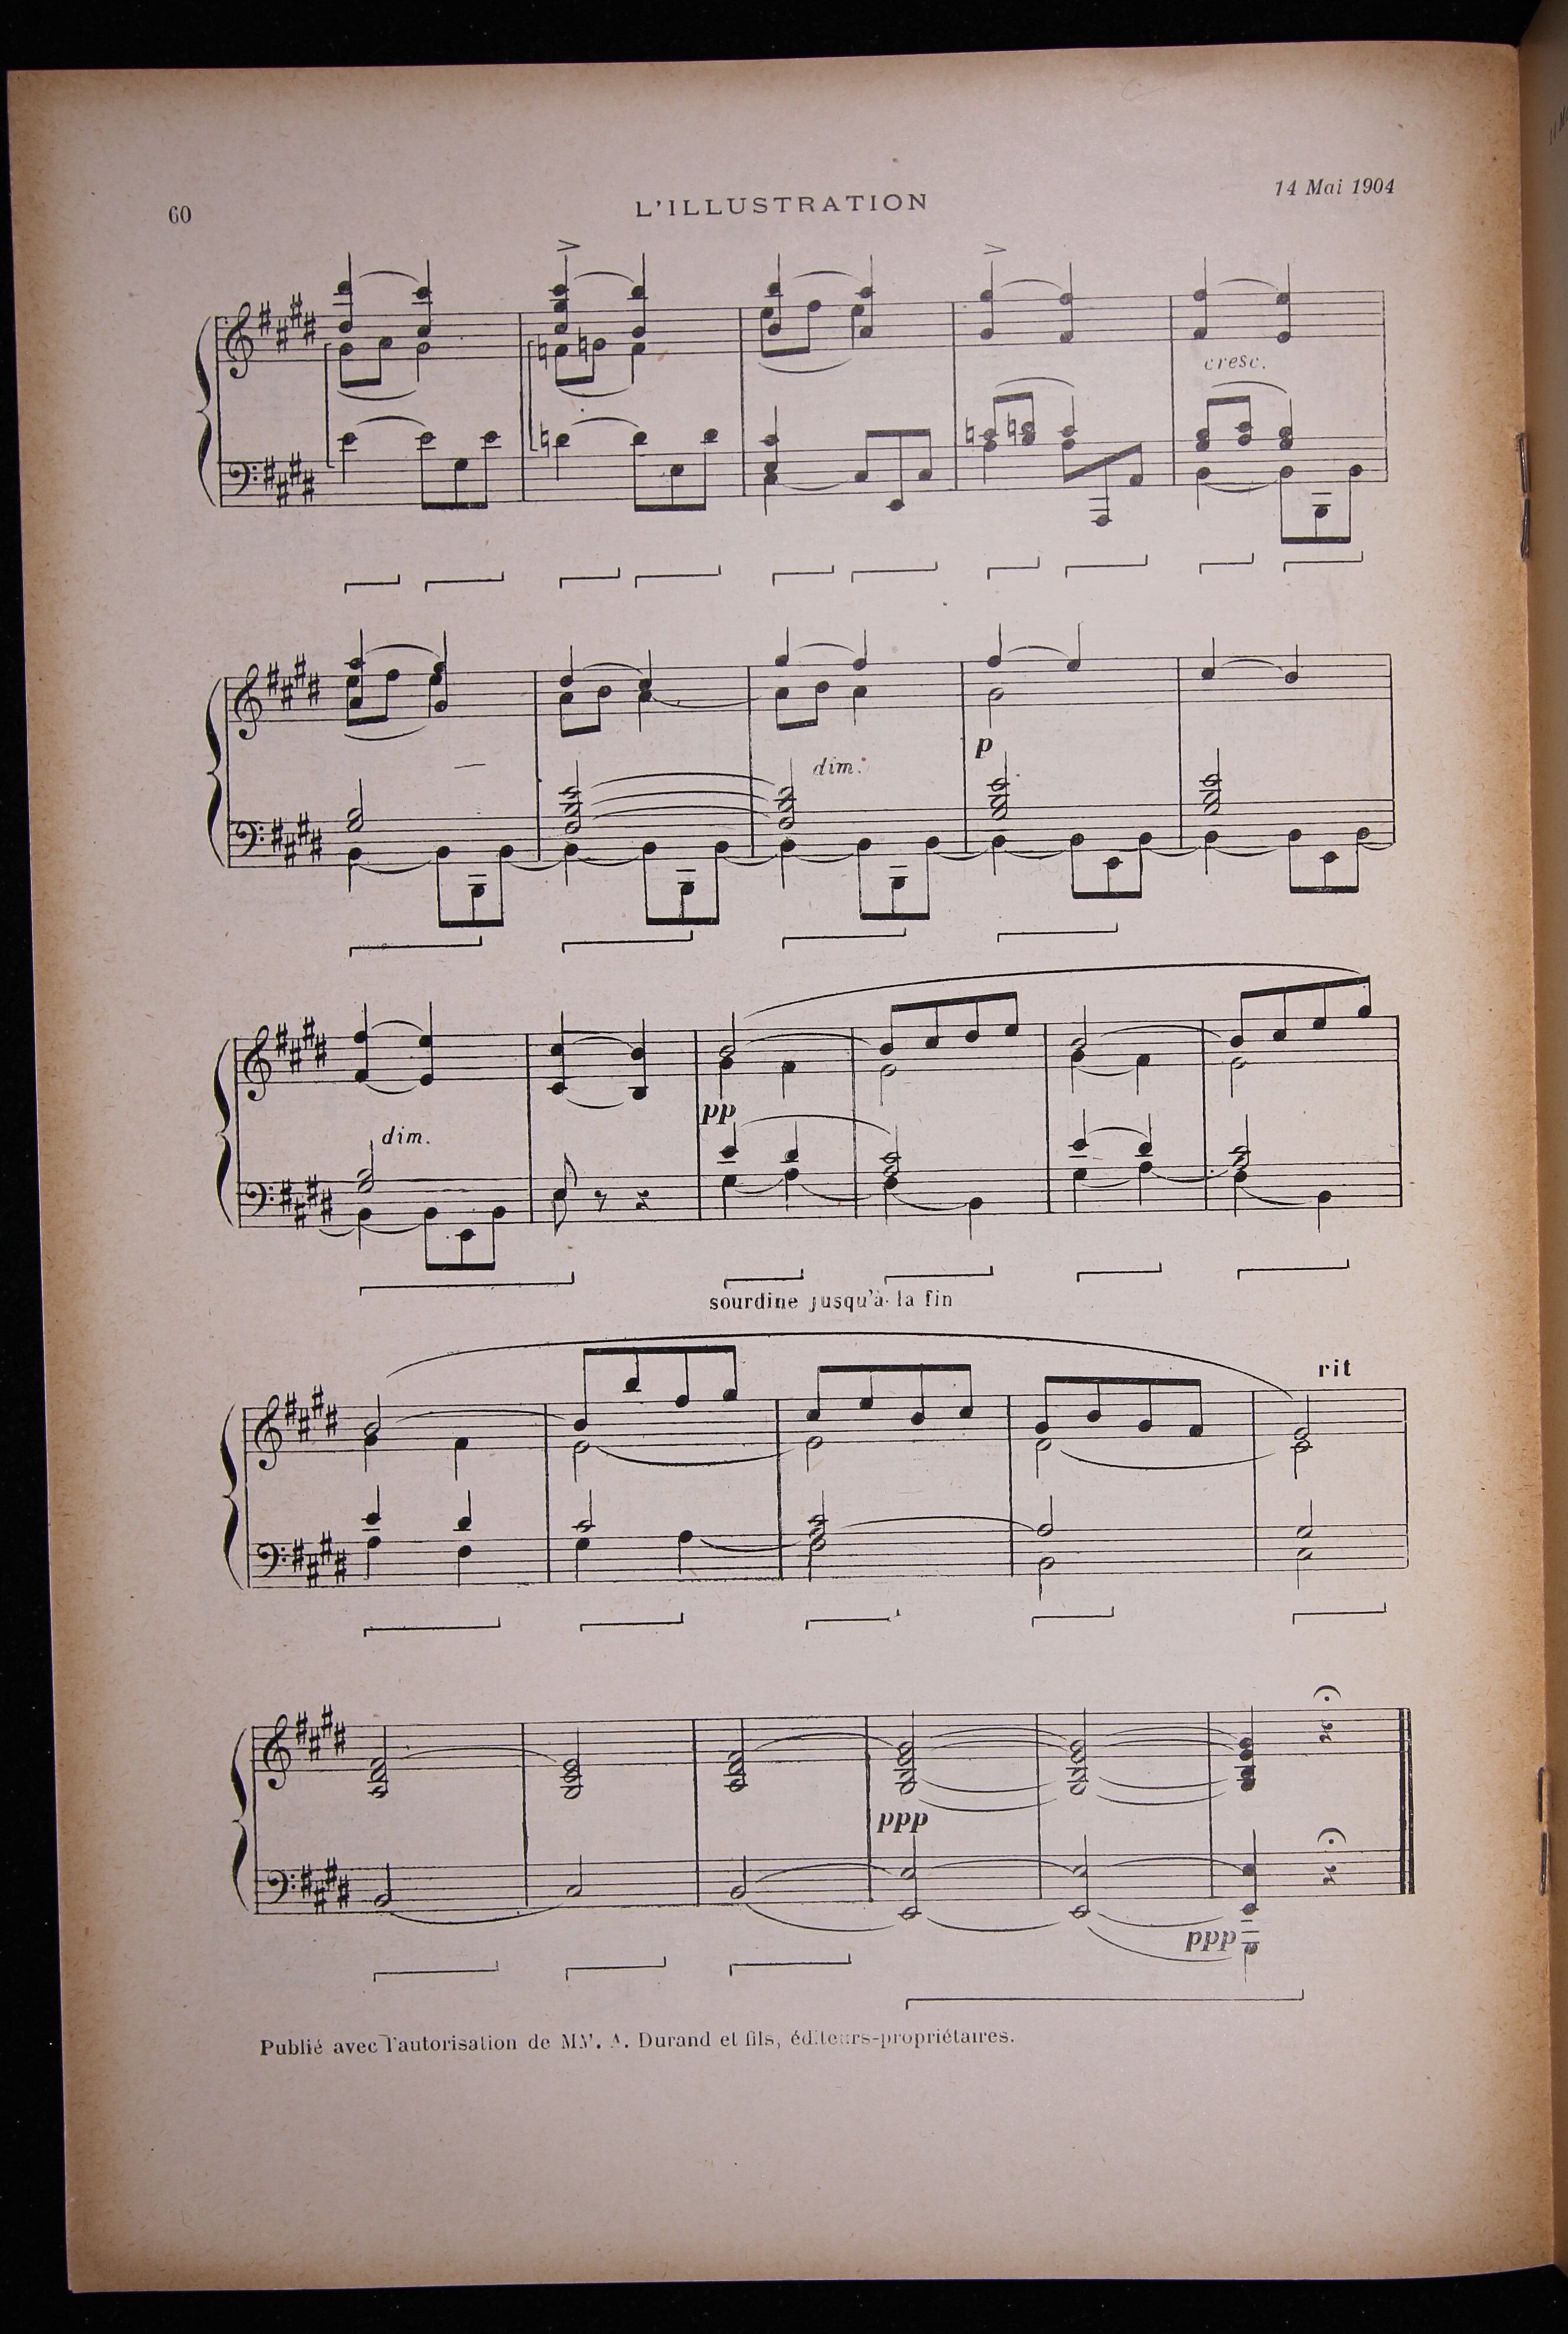 60
L'ILLUSTRATION
14 Mai 1904
cresc.
dim.
p
dim.
pp
sourdine jusqu'à la fin
rit
ppp
ppp
Publié avec l'autorisation de MM. A. Durand et fils, éditeurs-propriétaires.